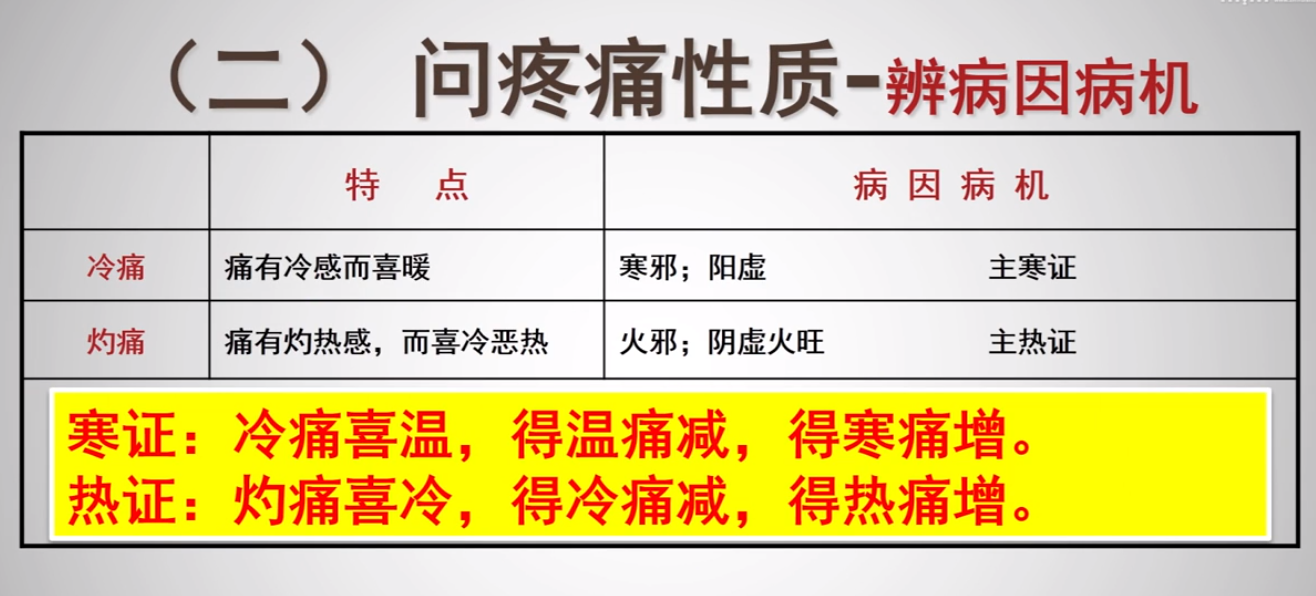 （二） 问疼痛性质-辨病因病机
特 点 病 因 病 机
冷痛 痛有冷感而喜暖 寒邪；阳虚 主寒证
灼痛 痛有灼热感，而喜冷恶热 火邪；阴虚火旺 主热证
寒证：冷痛喜温，得温痛减，得寒痛增。
热证：灼痛喜冷，得冷痛减，得热痛增。